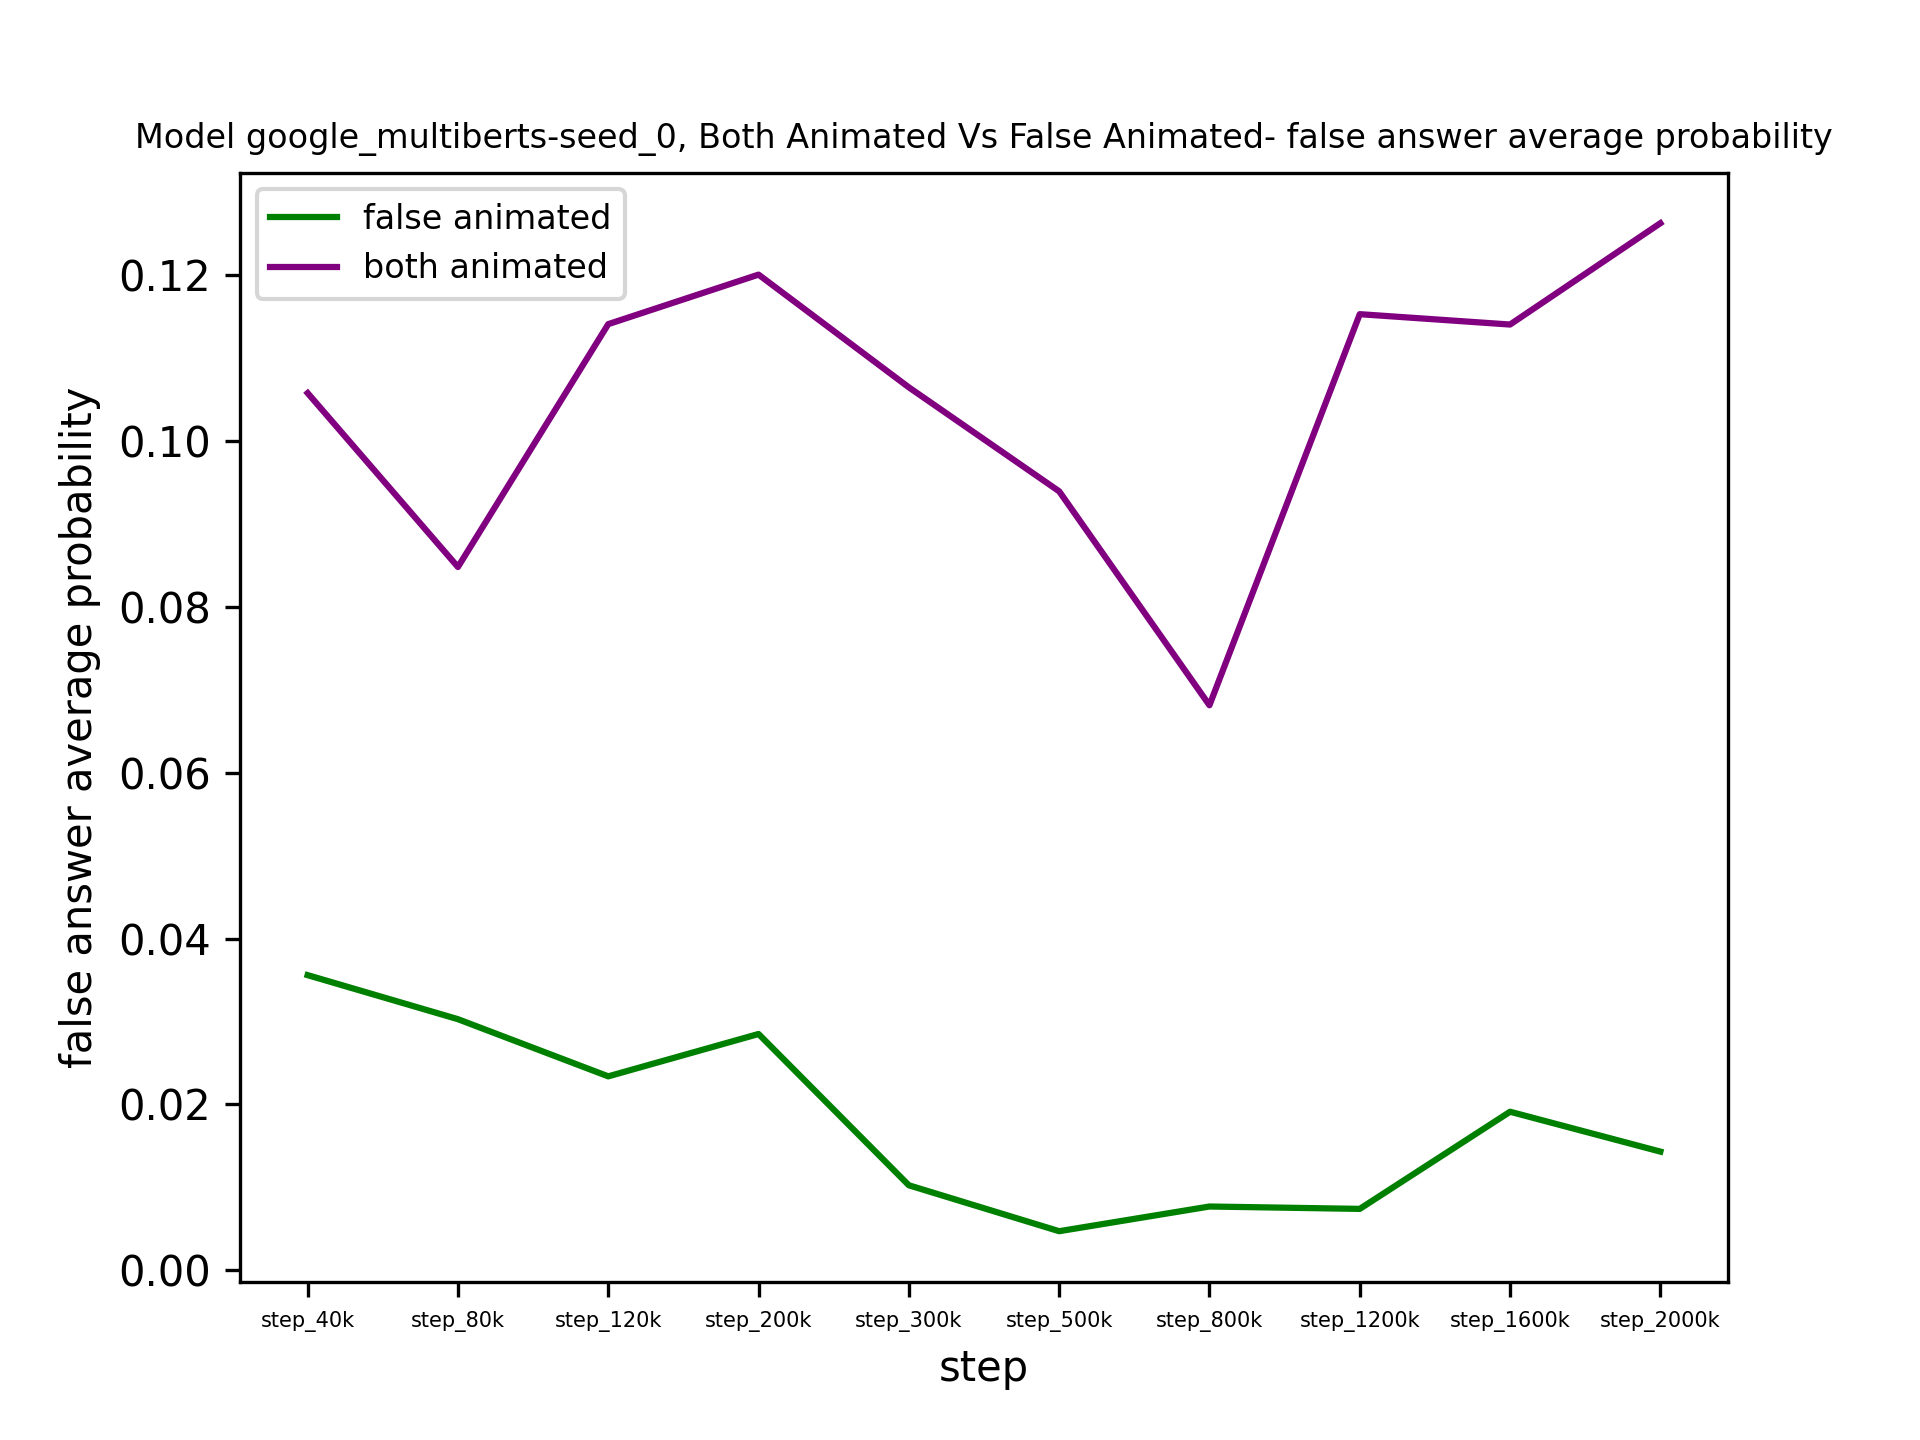 Model google_multiberts-seed_0, Both Animated Vs False Animated- false answer average probability
false animated
both animated
false answer average probability
0.12
0.10
0.08
0.06
0.04
0.02
0.00
step_40k step_80k step_120k step_200k step_300k step_500k step_800k step_1200k step_1600k step_2000k
step